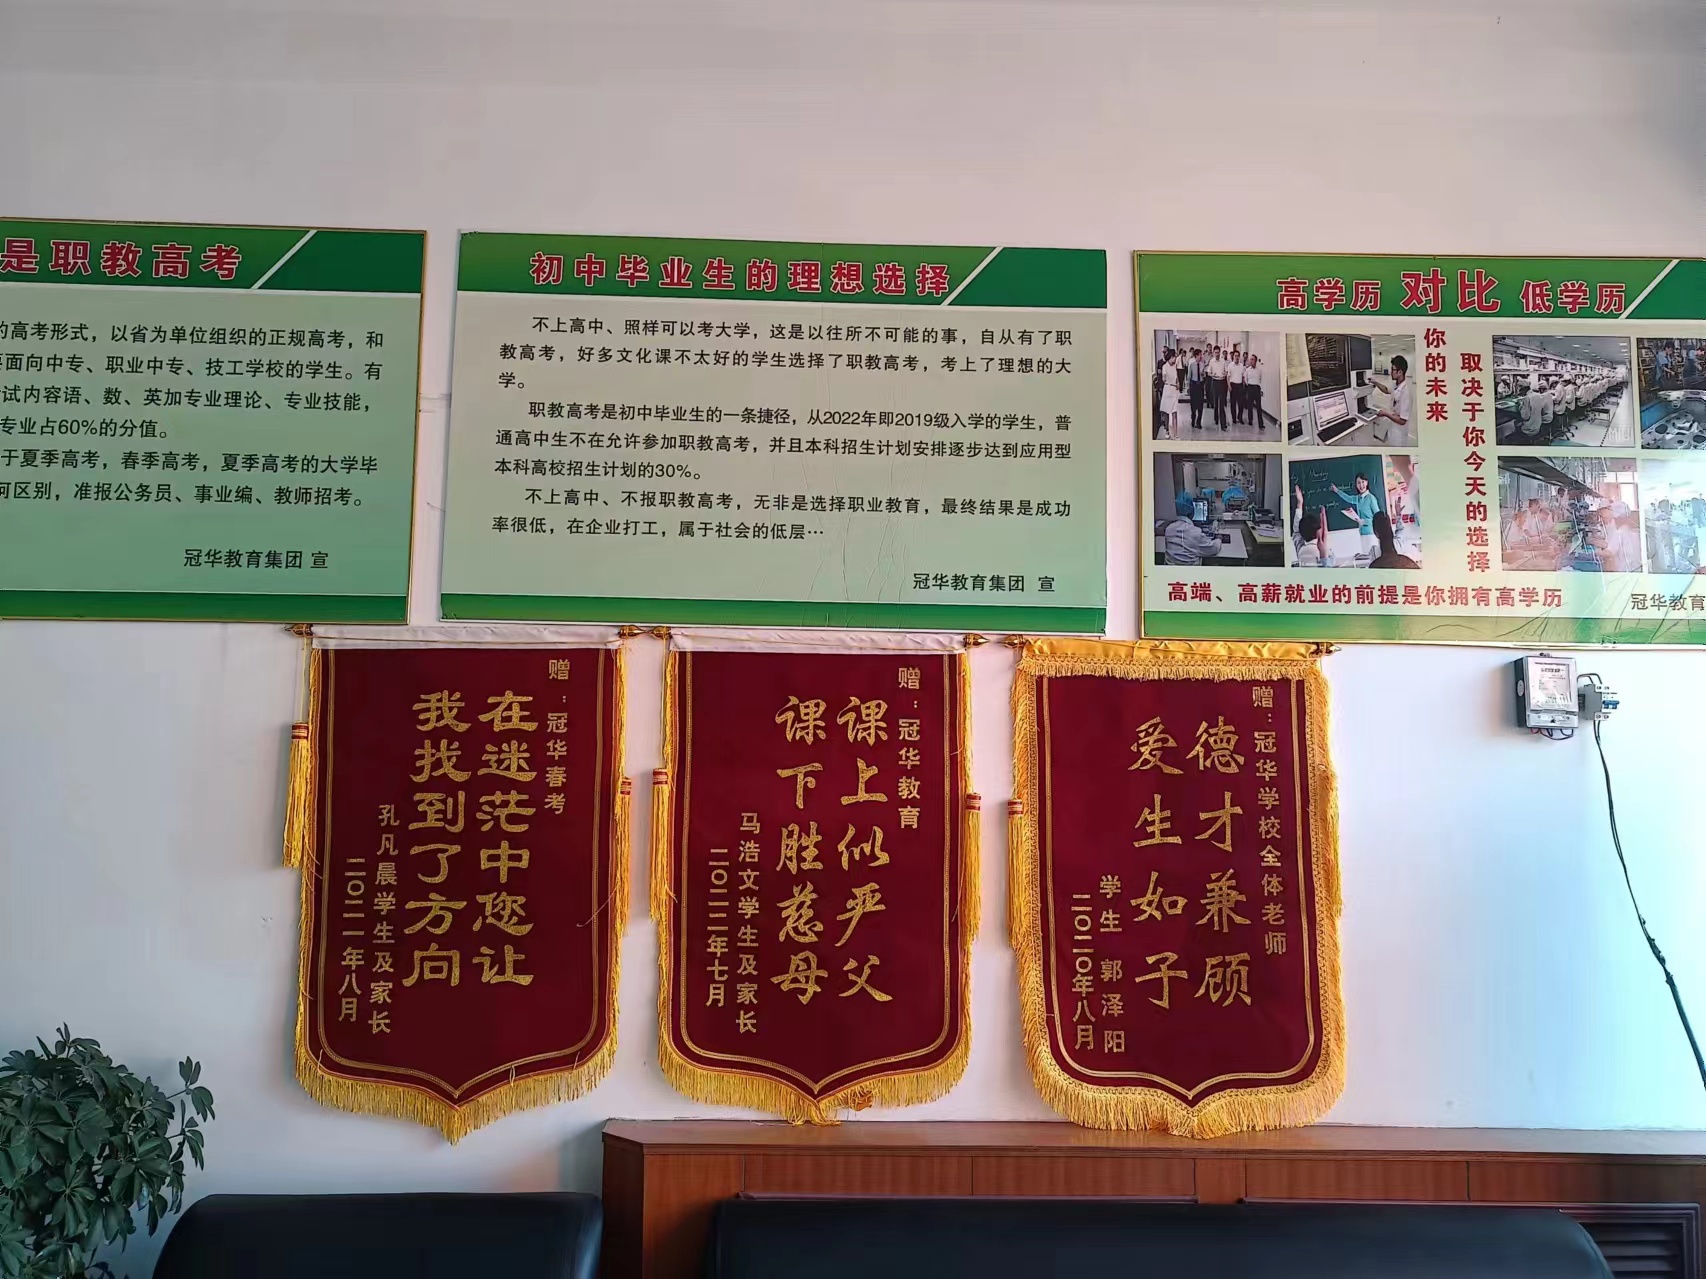 是职教高考
的高考形式，以省为单位组织的正规高考，和
面向中专、职业中专、技工学校的学生。有
试内容语、数、英加专业理论、专业技能，
专业占60%的分值。
于夏季高考，春季高考，夏季高考的大学毕
何区别，准报公务员、事业编、教师招考。
冠华教育集团 宣
初中毕业生的理想选择
不上高中、照样可以考大学，这是以往所不可能的事，自从有了职
教高考，好多文化课不太好的学生选择了职教高考，考上了理想的大
学。
职教高考是初中毕业生的一条捷径，从2022年即2019级入学的学生，普
通高中生不在允许参加职教高考，并且本科招生计划安排逐步达到应用型
本科高校招生计划的30%。
不上高中、不报职教高考，无非是选择职业教育，最终结果是成功
率很低，在企业打工，属于社会的低层…
冠华教育集团 宣
高学历 对比 低学历
你的未来
取决于你今天的选择
高端、高薪就业的前提是你拥有高学历
冠华教育
赠：冠华春考
在迷茫中您让
我找到了方向
孔凡晨学生及家长
二〇二一年八月
赠：冠华教育
课上似严父
课下胜慈母
马浩文学生及家长
二〇二二年七月
赠：冠华学校全体老师
德才兼顾
爱生如子
学生 郭泽阳
二〇二〇年八月